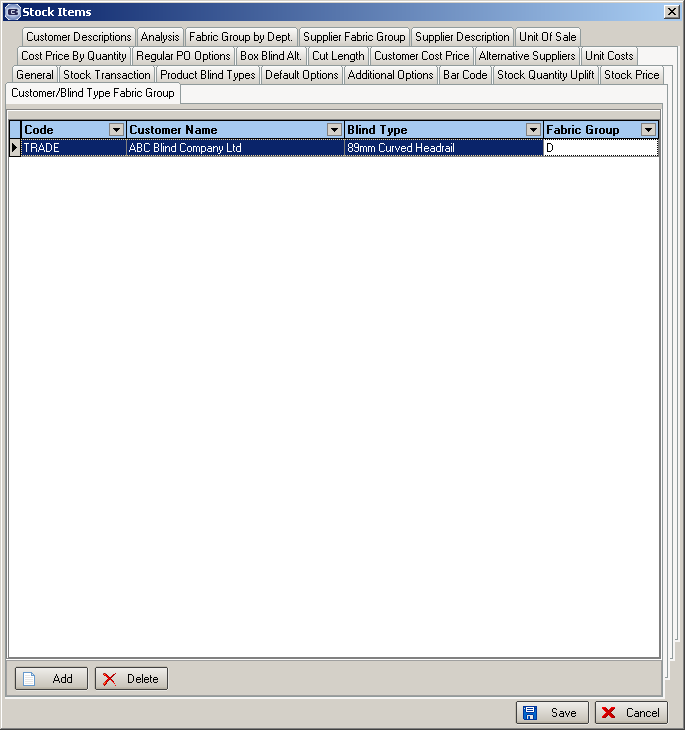 Stock Items
Customer Descriptions Analysis Fabric Group by Dept. Supplier Fabric Group Supplier Description Unit Of Sale
Cost Price By Quantity Regular PO Options Box Blind Alt. Cut Length Customer Cost Price Alternative Suppliers Unit Costs
General Stock Transaction Product Blind Types Default Options Additional Options Bar Code Stock Quantity Uplift Stock Price
Customer/Blind Type Fabric Group
Code Customer Name Blind Type Fabric Group
TRADE ABC Blind Company Ltd 89mm Curved Headrail D
Add Delete
Save Cancel